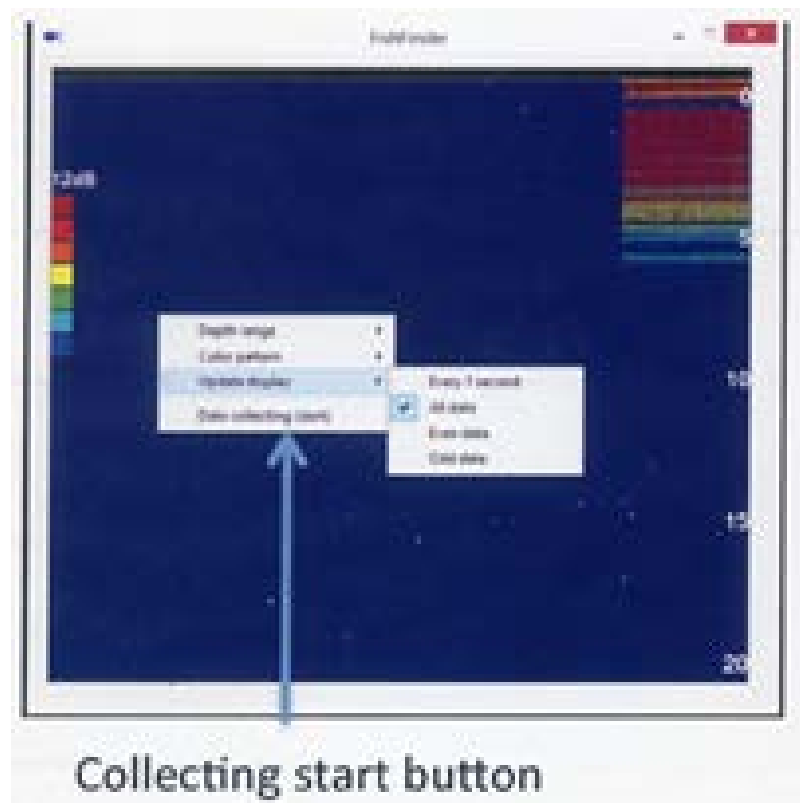 FishFinder
0
12dB
5
Depth range
Color pattern
Update display
Every 1 second
10
All data
Data collecting (start)
Even data
Odd data
15
20
Collecting start button